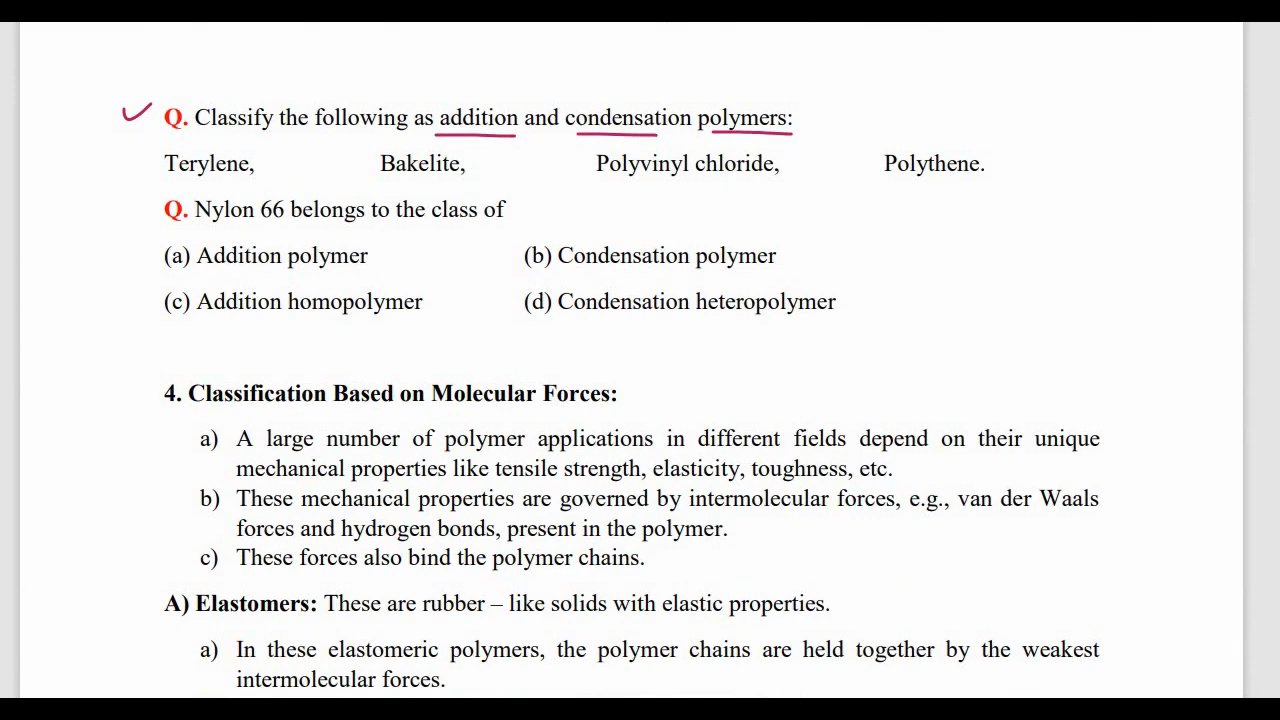 Q. Classify the following as addition and condensation polymers:
Terylene, Bakelite, Polyvinyl chloride, Polythene.
Q. Nylon 66 belongs to the class of
(a) Addition polymer (b) Condensation polymer
(c) Addition homopolymer (d) Condensation heteropolymer
4. Classification Based on Molecular Forces:
a) A large number of polymer applications in different fields depend on their unique
mechanical properties like tensile strength, elasticity, toughness, etc.
b) These mechanical properties are governed by intermolecular forces, e.g., van der Waals
forces and hydrogen bonds, present in the polymer.
c) These forces also bind the polymer chains.
A) Elastomers: These are rubber – like solids with elastic properties.
a) In these elastomeric polymers, the polymer chains are held together by the weakest
intermolecular forces.